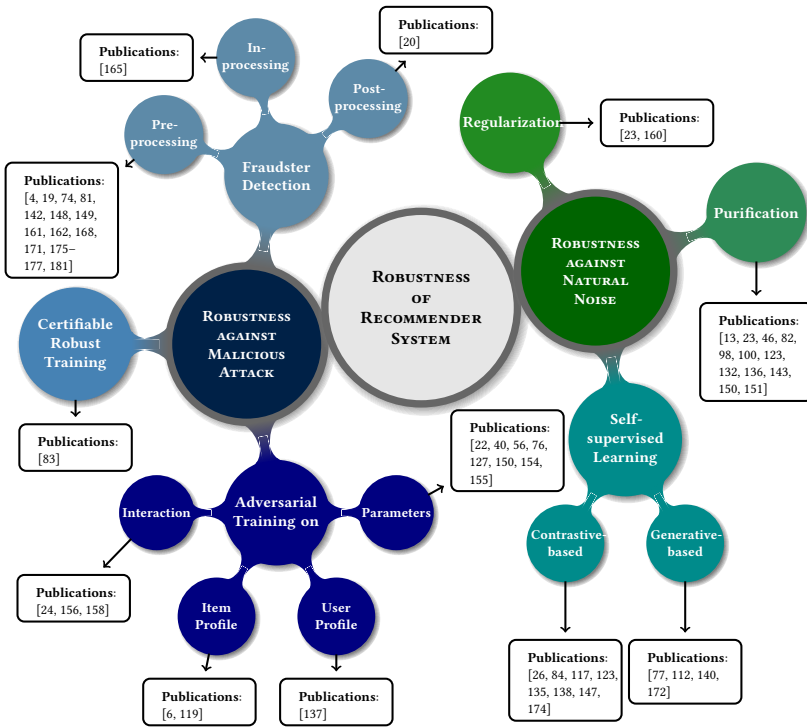 Publications:
[20]
In-
processing
Publications:
[165]
Post-
processing
Pre-
processing
Fraudster
Detection
Publications:
[4, 19, 74, 81,
142, 148, 149,
161, 162, 168,
171, 175–
177, 181]
Regularization
Publications:
[23, 160]
Purification
Robustness
against
Natural
Noise
Robustness
of
Recommender
System
Robustness
against
Malicious
Attack
Certifiable
Robust
Training
Publications:
[83]
Publications:
[13, 23, 46, 82,
98, 100, 123,
132, 136, 143,
150, 151]
Self-
supervised
Learning
Publications:
[22, 40, 56, 76,
127, 150, 154,
155]
Adversarial
Training on
Interaction
Parameters
Publications:
[24, 156, 158]
Item
Profile
User
Profile
Publications:
[6, 119]
Publications:
[137]
Contrastive-
based
Generative-
based
Publications:
[26, 84, 117, 123,
135, 138, 147,
174]
Publications:
[77, 112, 140,
172]